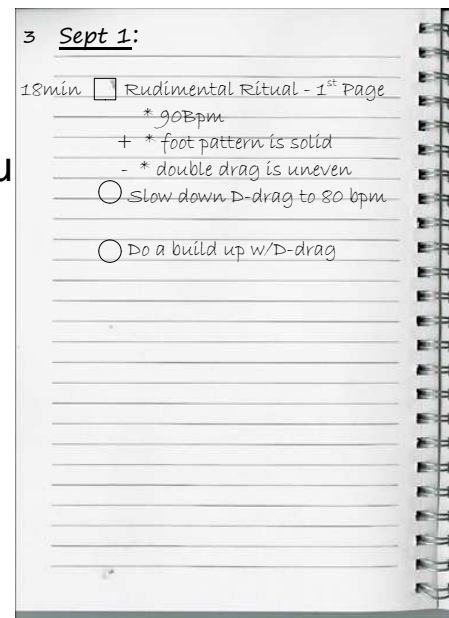 3 Sept 1:
18min Rudimental Ritual - 1st Page
* 90Bpm
+ * foot pattern is solid
u
- * double drag is uneven
Slow down D-drag to 80 bpm
Do a build up w/D-drag